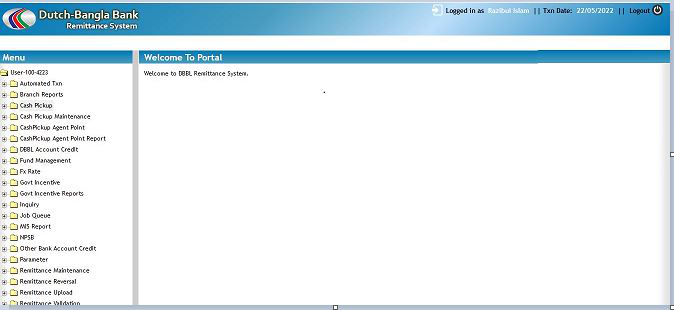 Dutch-Bangla Bank
Remittance System
Logged in as Razibul Islam || Txn Date: 22/05/2022 || Logout
Menu
Welcome To Portal
User-100-4223
Welcome to DBBL Remittance System.
Automated Txn
Branch Reports
Cash Pickup
Cash Pickup Maintenance
CashPickup Agent Point
CashPickup Agent Point Report
DBBL Account Credit
Fund Management
Fx Rate
Govt Incentive
Govt Incentive Reports
Inquiry
Job Queue
MIS Report
NPSB
Other Bank Account Credit
Parameter
Remittance Maintenance
Remittance Reversal
Remittance Upload
Remittance Validation